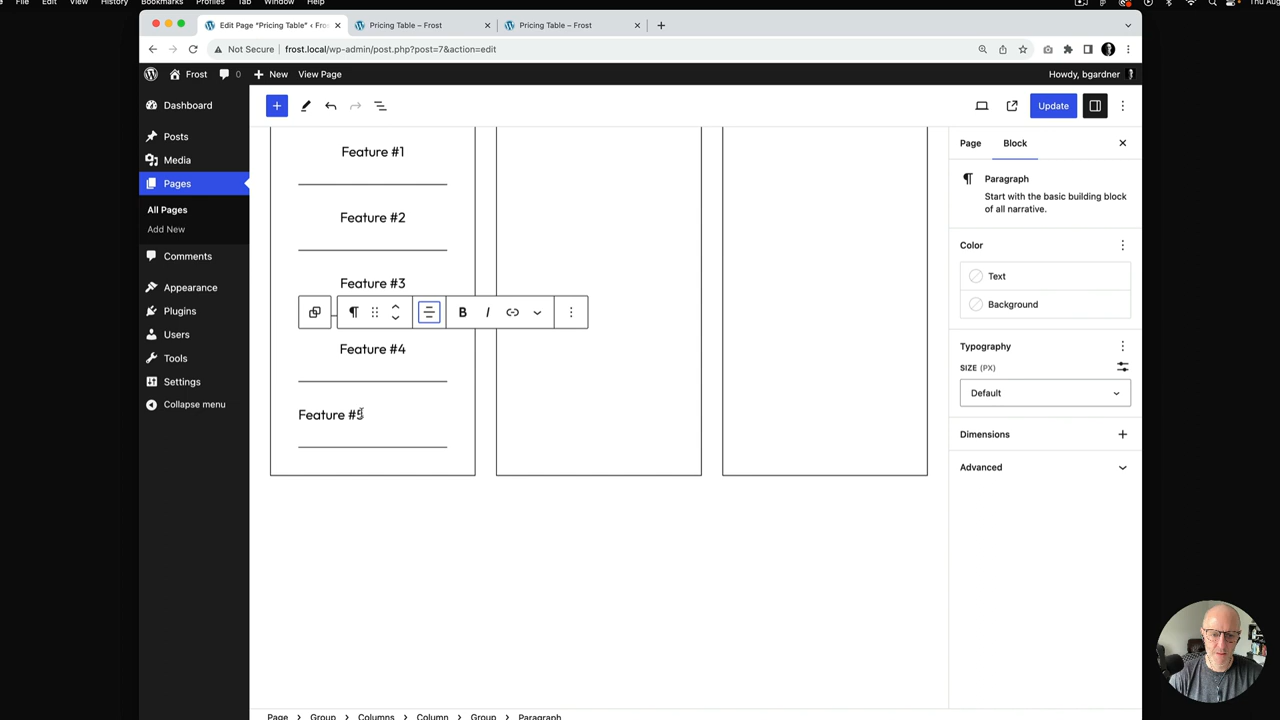 File Edit View History Bookmarks Profiles Tab Window Help Thu Aug
Edit Page “Pricing Table” ‹ Fros
Pricing Table – Frost
Pricing Table – Frost
Not Secure frost.local/wp-admin/post.php?post=7&action=edit
Frost 0 New View Page Howdy, bgardner
Dashboard
Posts
Media
Pages
All Pages
Add New
Comments
Appearance
Plugins
Users
Tools
Settings
Collapse menu
Update
Feature #1
Feature #2
Feature #3
B I
Feature #4
Feature #5
Page Block
Paragraph
Start with the basic building block
of all narrative.
Color
Text
Background
Typography
SIZE (PX)
Default
Dimensions
Advanced
Page Group Columns Column Group Paragraph